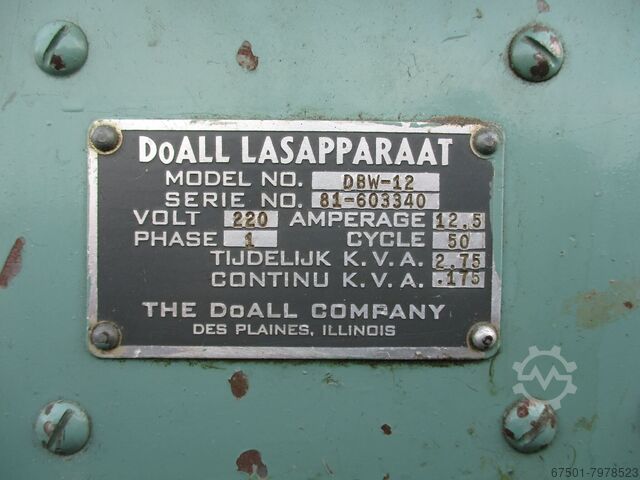 DoALL LASAPPARAAT
MODEL NO. DBW-12
SERIE NO. 81-603340
VOLT 220 AMPERAGE 12,5
PHASE 1 CYCLE 50
TIJDELIJK K.V.A. 2,75
CONTINU K.V.A. .175
THE DoALL COMPANY
DES PLAINES, ILLINOIS
67501-7978523